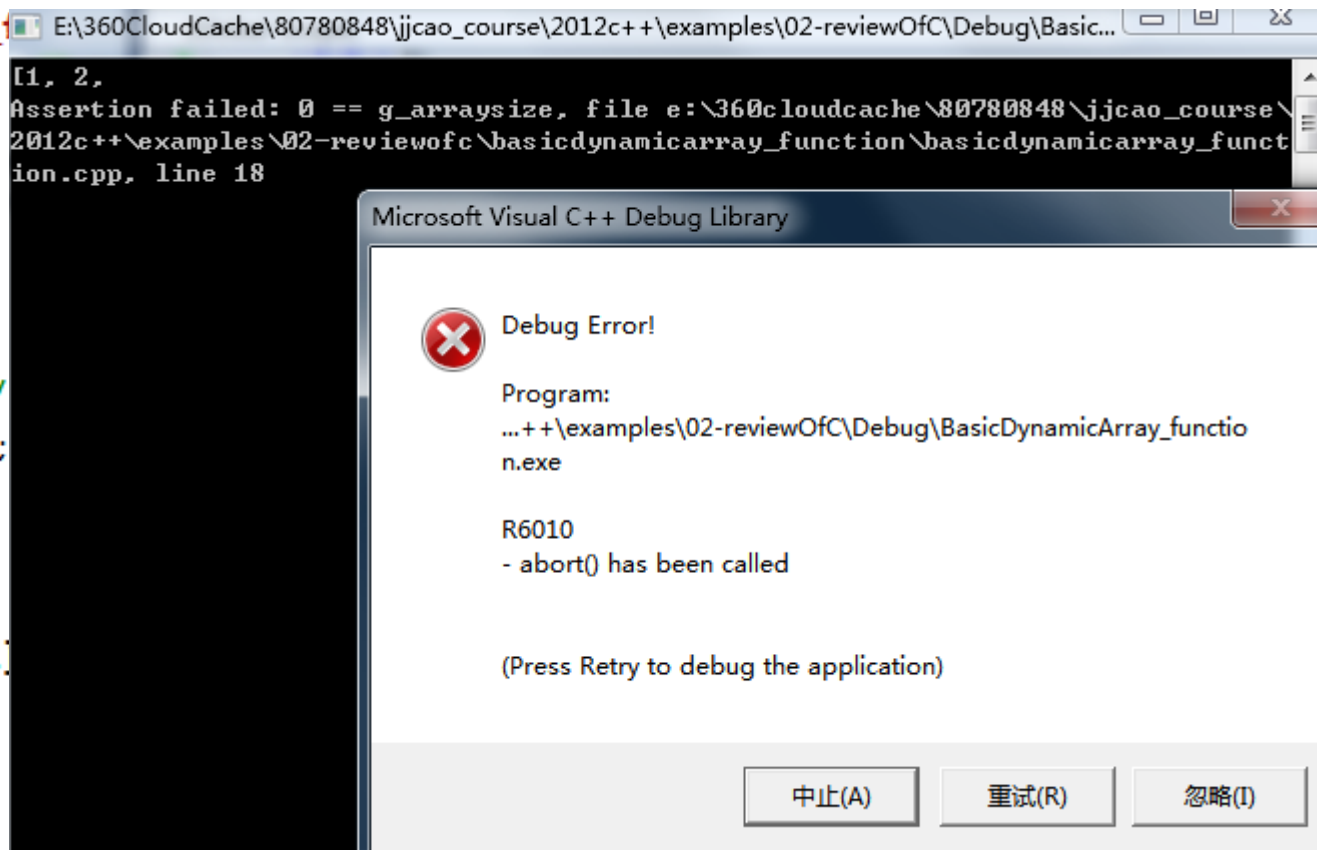 E:\360CloudCache\80780848\jjcao_course\2012c++\examples\02-reviewOfC\Debug\Basic...
[1, 2,
Assertion failed: 0 == g_arraysize, file e:\360cloudcache\80780848\jjcao_course\
2012c++\examples\02-reviewofc\basicdynamicarray_function\basicdynamicarray_funct
ion.cpp, line 18
Microsoft Visual C++ Debug Library
Debug Error!
Program:
...++\examples\02-reviewOfC\Debug\BasicDynamicArray_functio
n.exe
R6010
- abort() has been called
(Press Retry to debug the application)
中止(A) 重试(R) 忽略(I)